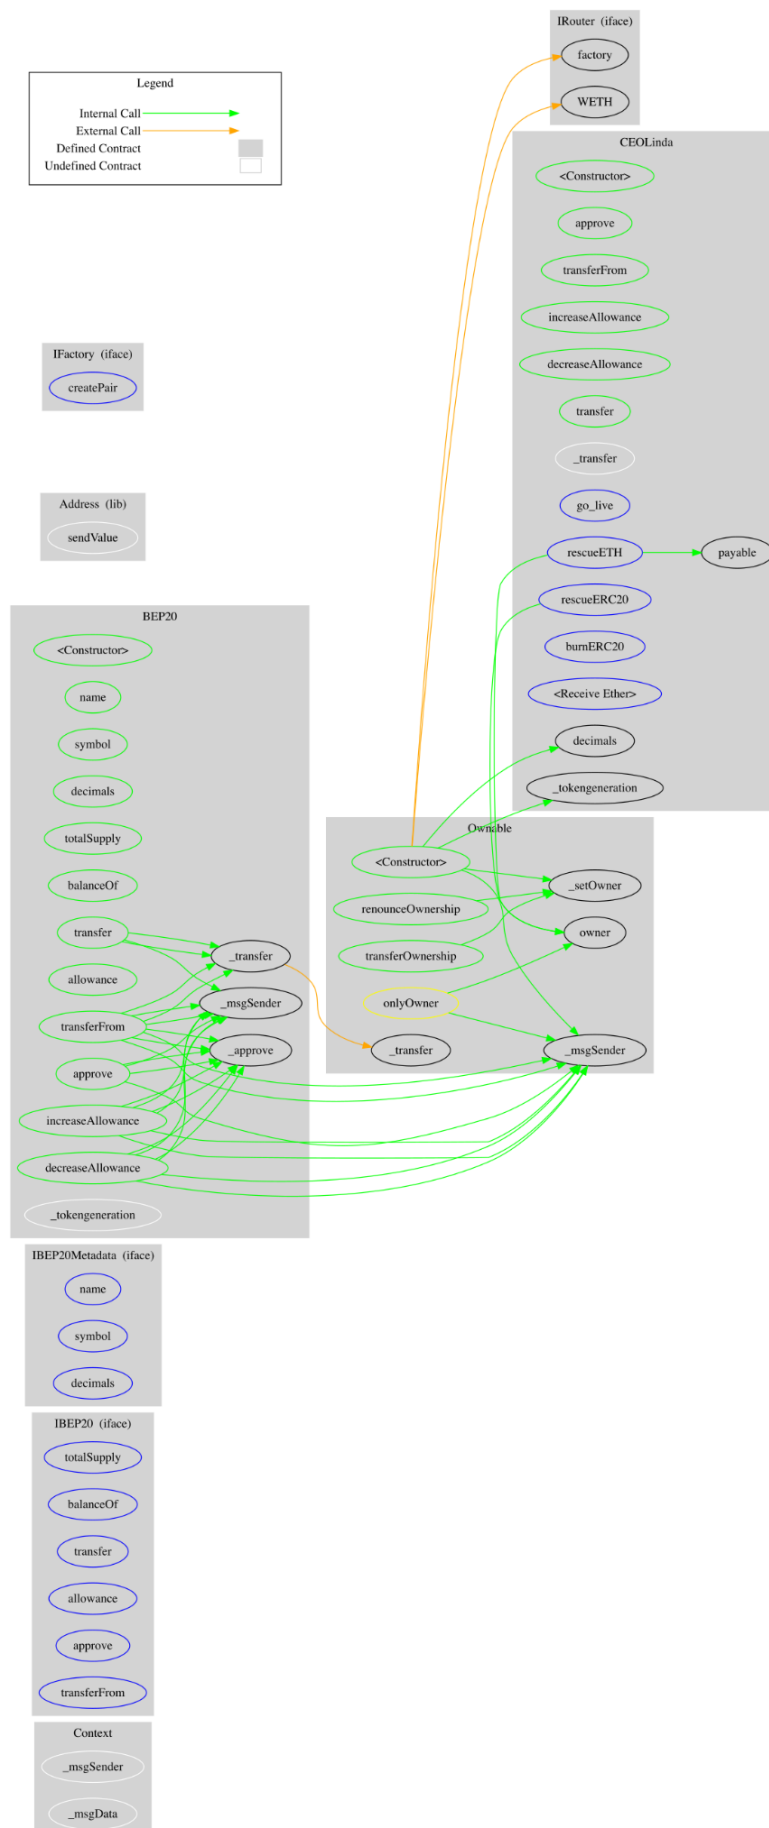 IRouter (iface)
factory
WETH
Legend
Internal Call
External Call
Defined Contract
Undefined Contract
CEOLinda
<Constructor>
approve
transferFrom
increaseAllowance
decreaseAllowance
transfer
_transfer
go_live
rescueETH
payable
rescueERC20
burnERC20
<Receive Ether>
decimals
_tokengeneration
IFactory (iface)
createPair
Address (lib)
sendValue
BEP20
<Constructor>
name
symbol
decimals
totalSupply
balanceOf
transfer
_transfer
allowance
_msgSender
transferFrom
_approve
approve
increaseAllowance
decreaseAllowance
_tokengeneration
Ownable
<Constructor>
_setOwner
renounceOwnership
owner
transferOwnership
onlyOwner
_transfer
_msgSender
IBEP20Metadata (iface)
name
symbol
decimals
IBEP20 (iface)
totalSupply
balanceOf
transfer
allowance
approve
transferFrom
Context
_msgSender
_msgData